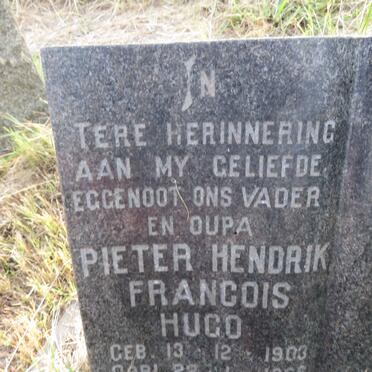 IN
TERE HERINNERING
AAN MY GELIEFDE
EGGENOOT ONS VADER
EN OUPA
PIETER HENDRIK
FRANCOIS
HUGO
GEB. 13 - 12 - 1903